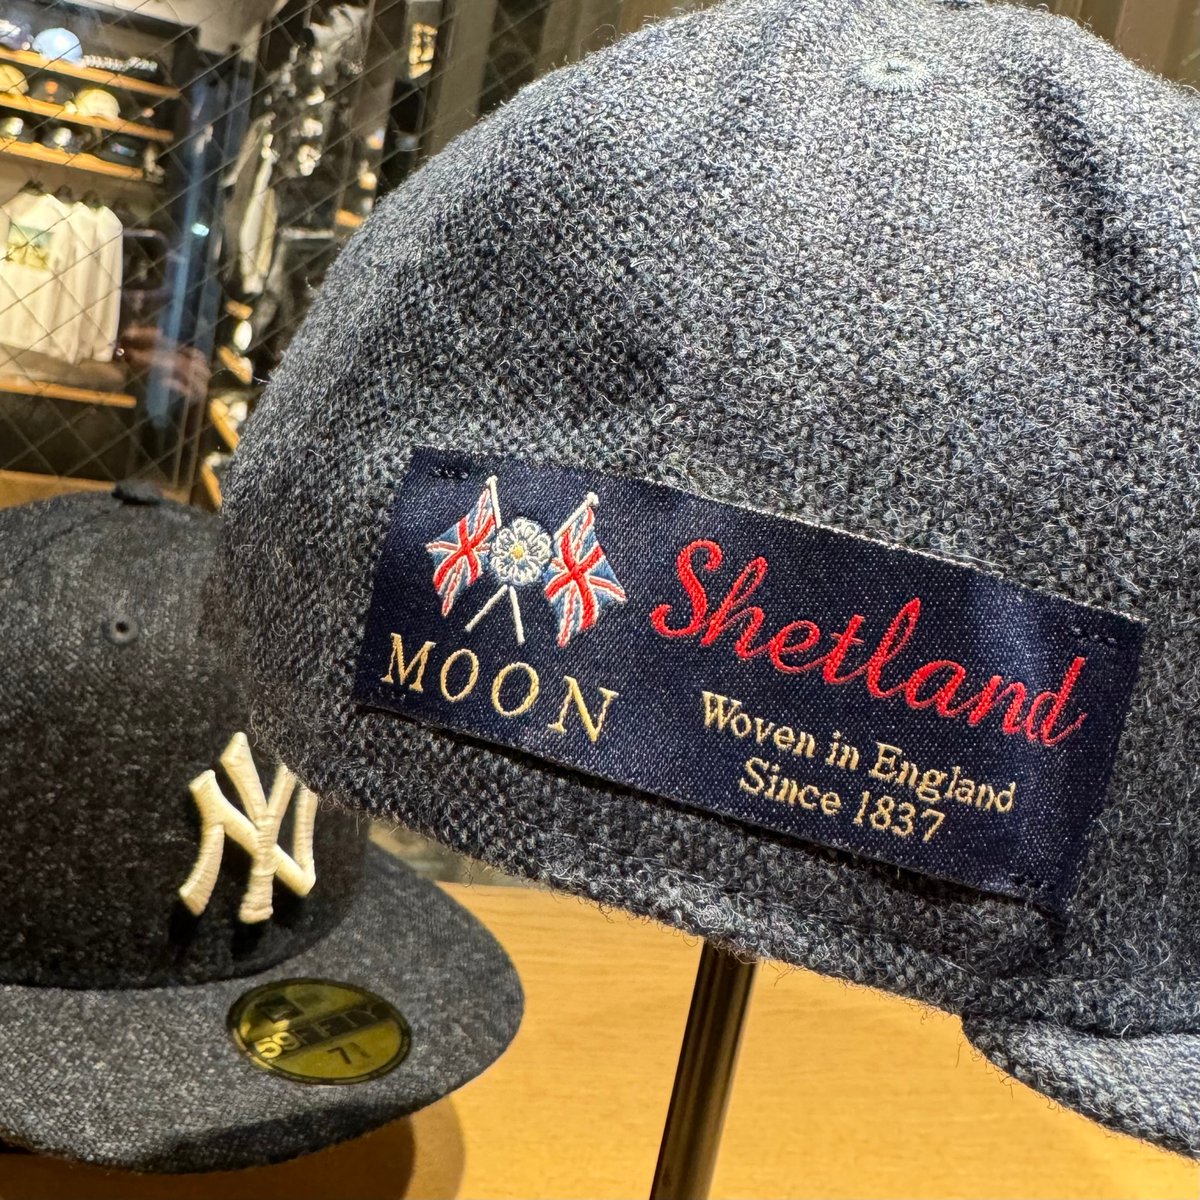 MOON
Shetland
Woven in England
Since 1837
NY
59FIFTY